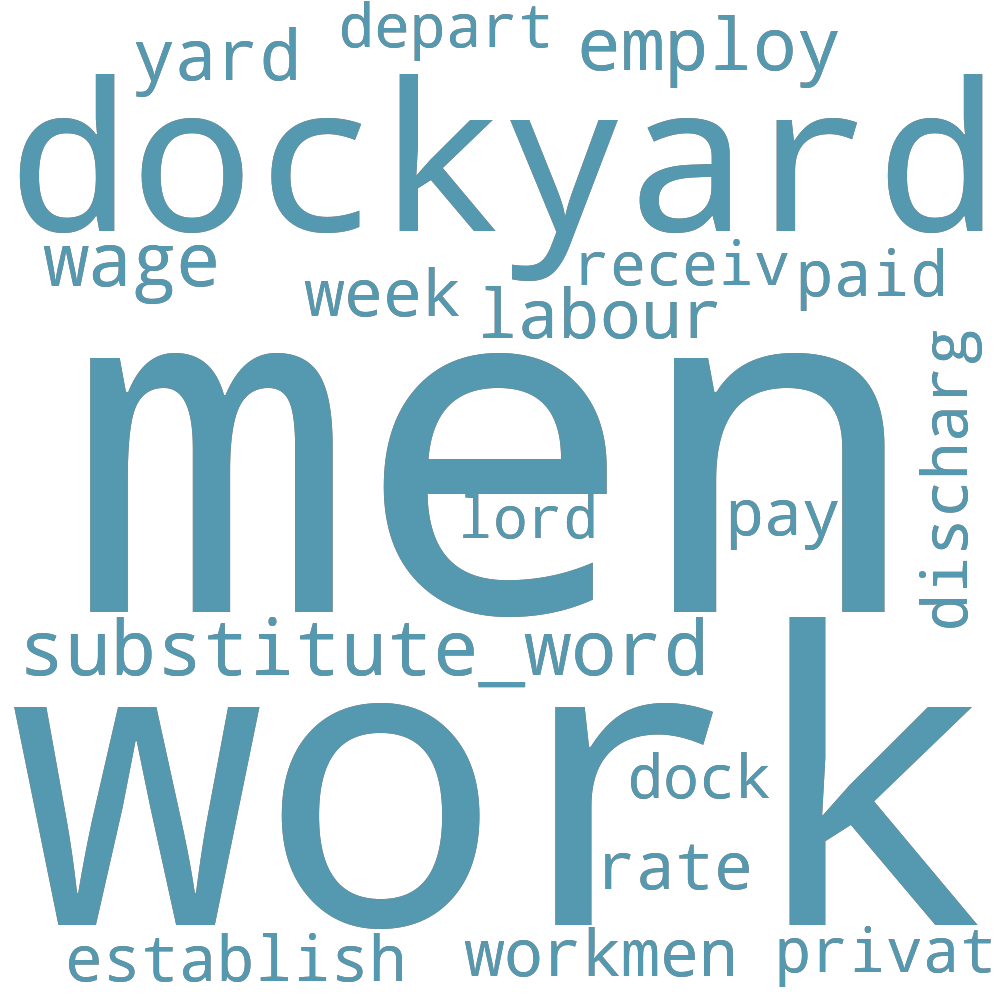 depart
yard
employ
dockyard
wage
receiv
paid
week
labour
men
discharg
lord
pay
substitute_word
work
dock
rate
establish
workmen
privat